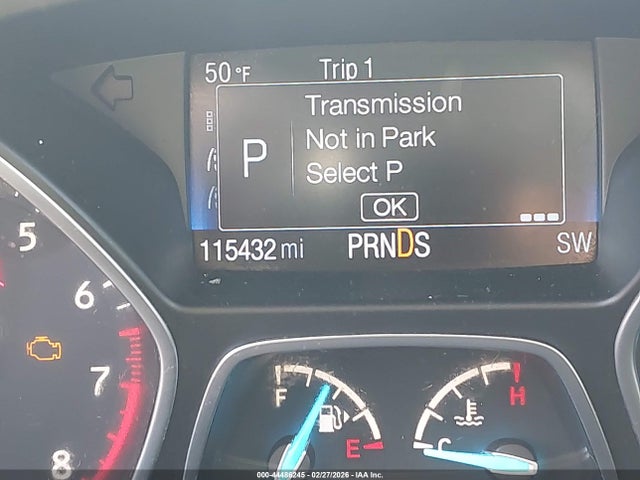 50 °F Trip 1
Transmission
P Not in Park
Select P
OK
115432 mi PRNDS SW
5
6
7
8
F
E
H
C
000-44486245 - 02/27/2026 - IAA Inc.